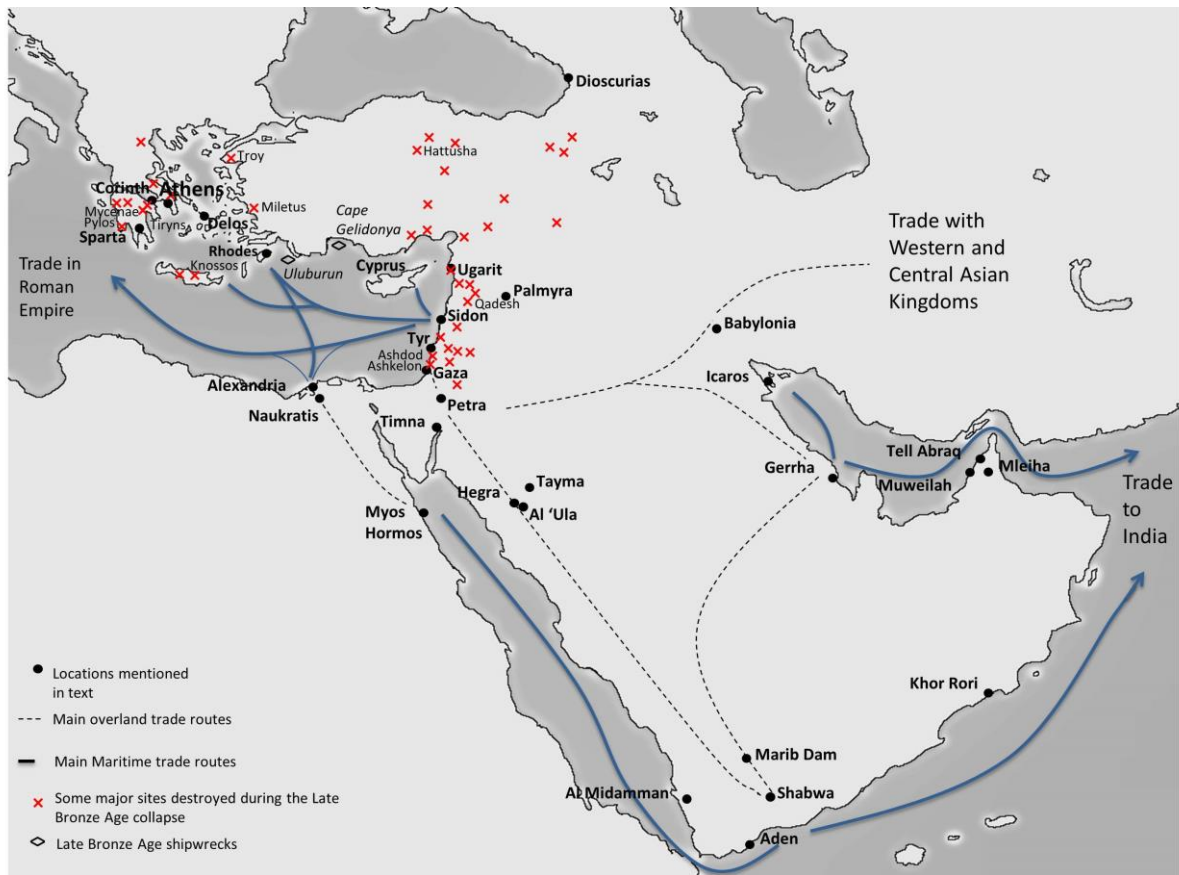 Dioscurias
Hattusha
Troy
Corinth
Athens
Mycenae
Pylos
Tiryns
Sparta
Delos
Miletus
Cape
Gelidonya
Rhodes
Knossos
Uluburun
Cyprus
Ugarit
Qadesh
Palmyra
Trade in
Roman
Empire
Trade with
Western and
Central Asian
Kingdoms
Sidon
Tyr
Ashdod
Ashkelon
Gaza
Babylonia
Alexandria
Naukratis
Petra
Timna
Icaros
Gerrha
Tell Abraq
Muweilah
Mleiha
Hegra
Tayma
Al ‘Ula
Myos
Hormos
Trade
to
India
Khor Rori
Marib Dam
Shabwa
Al Midamman
Aden
Locations mentioned
in text
Main overland trade routes
Main Maritime trade routes
Some major sites destroyed during the Late
Bronze Age collapse
Late Bronze Age shipwrecks